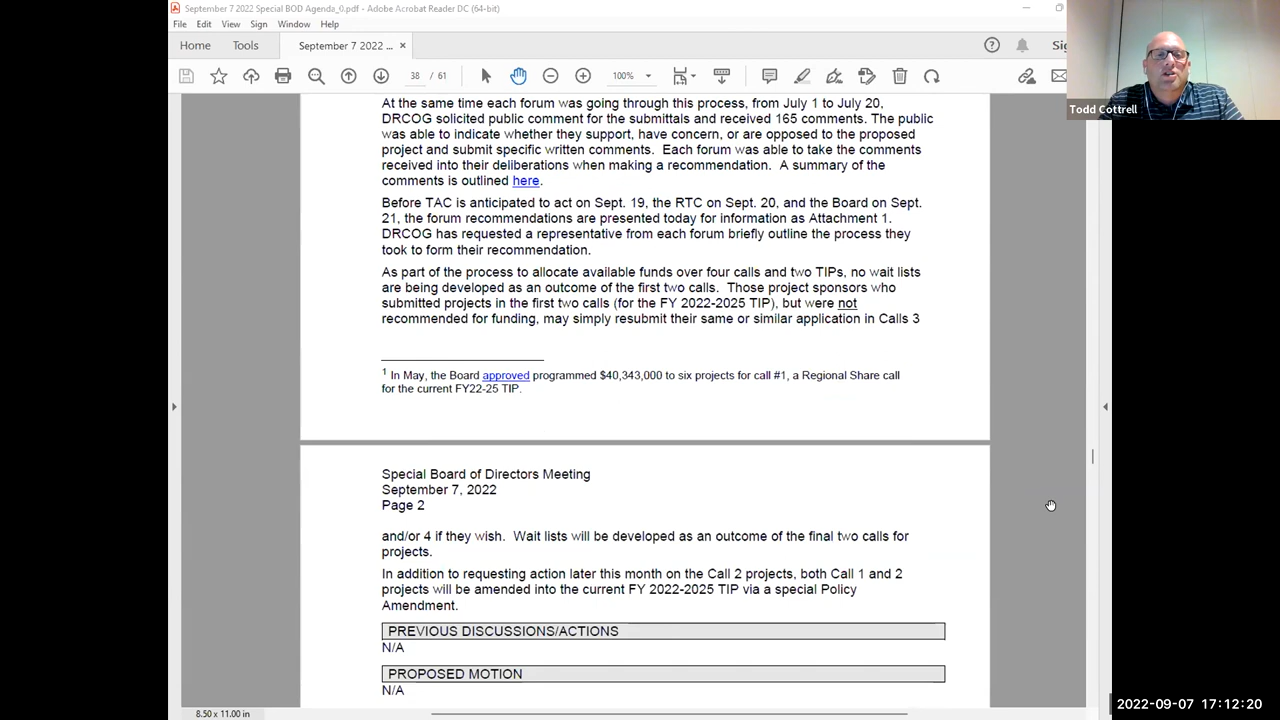 September 7 2022 Special BOD Agenda_0.pdf - Adobe Acrobat Reader DC (64-bit)
File Edit View Sign Window Help
Home Tools September 7 2022 ... × Sig
38 / 61 100%
Todd Cottrell
At the same time each forum was going through this process, from July 1 to July 20,
DRCOG solicited public comment for the submittals and received 165 comments. The public
was able to indicate whether they support, have concern, or are opposed to the proposed
project and submit specific written comments. Each forum was able to take the comments
received into their deliberations when making a recommendation. A summary of the
comments is outlined here.
Before TAC is anticipated to act on Sept. 19, the RTC on Sept. 20, and the Board on Sept.
21, the forum recommendations are presented today for information as Attachment 1.
DRCOG has requested a representative from each forum briefly outline the process they
took to form their recommendation.
As part of the process to allocate available funds over four calls and two TIPs, no wait lists
are being developed as an outcome of the first two calls. Those project sponsors who
submitted projects in the first two calls (for the FY 2022-2025 TIP), but were not
recommended for funding, may simply resubmit their same or similar application in Calls 3
1 In May, the Board approved programmed $40,343,000 to six projects for call #1, a Regional Share call
for the current FY22-25 TIP.
Special Board of Directors Meeting
September 7, 2022
Page 2
and/or 4 if they wish. Wait lists will be developed as an outcome of the final two calls for
projects.
In addition to requesting action later this month on the Call 2 projects, both Call 1 and 2
projects will be amended into the current FY 2022-2025 TIP via a special Policy
Amendment.
PREVIOUS DISCUSSIONS/ACTIONS
N/A
PROPOSED MOTION
N/A
8.50 x 11.00 in
2022-09-07 17:12:20